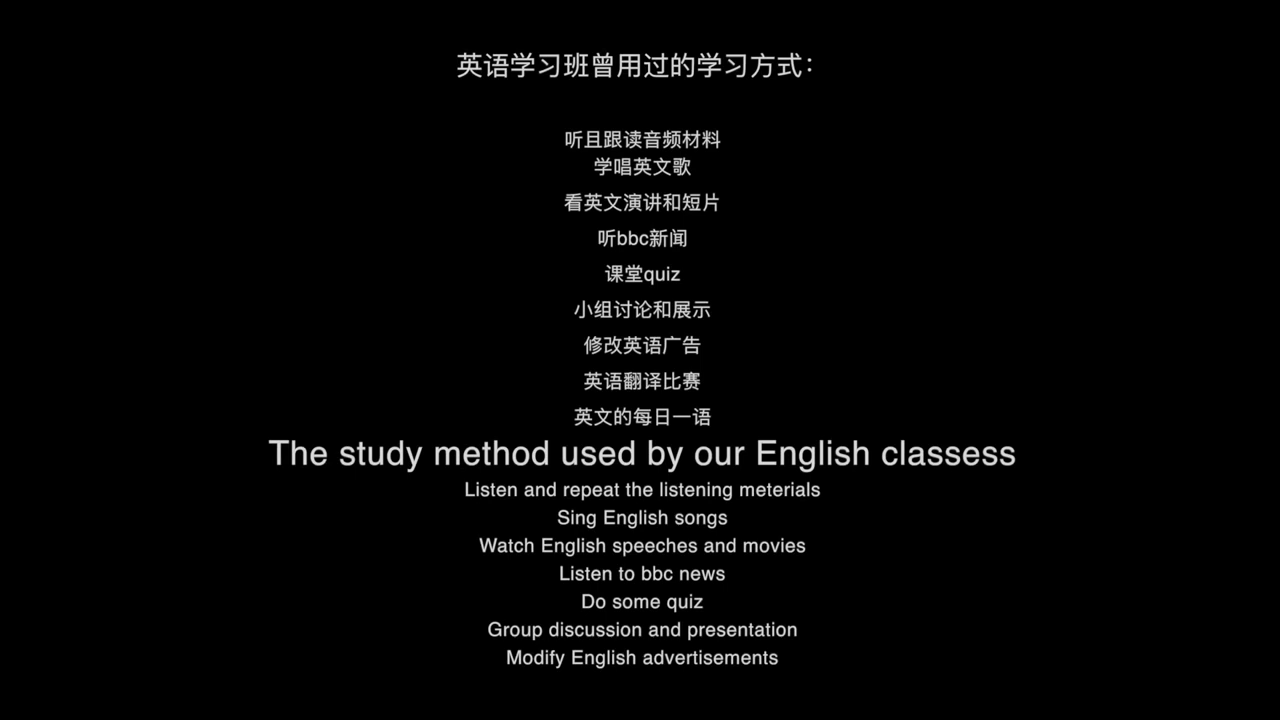 英语学习班曾用过的学习方式：
听且跟读音频材料
学唱英文歌
看英文演讲和短片
听bbc新闻
课堂quiz
小组讨论和展示
修改英语广告
英语翻译比赛
英文的每日一语
The study method used by our English classess
Listen and repeat the listening meterials
Sing English songs
Watch English speeches and movies
Listen to bbc news
Do some quiz
Group discussion and presentation
Modify English advertisements